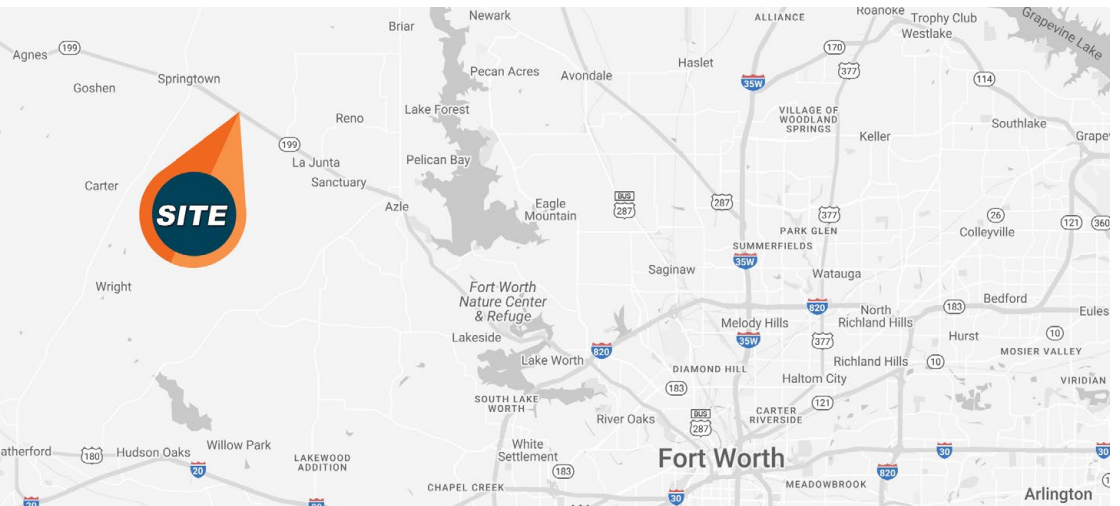 Newark
Roanoke
ALLIANCE
Trophy Club
Grapevine Lake
Briar
Westlake
170
199
Agnes
Haslet
377
Pecan Acres
Avondale
Springtown
114
35W
Goshen
Lake Forest
VILLAGE OF
WOODLAND
SPRINGS
Reno
Southlake
Keller
Grape
199
La Junta
Pelican Bay
Sanctuary
Carter
BUS
287
287
Azle
Eagle
Mountain
SITE
377
26
121
360
PARK GLEN
Colleyville
SUMMERFIELDS
35W
Saginaw
Watauga
Wright
Fort Worth
Nature Center
& Refuge
Bedford
820
183
North
Richland Hills
Eules
Melody Hills
Lakeside
35W
377
Hurst
10
820
MOSIER VALLEY
Lake Worth
Richland Hills
10
DIAMOND HILL
Haltom City
VIRIDIAN
183
SOUTH LAKE
WORTH
121
CARTER
RIVERSIDE
River Oaks
BUS
287
White
Settlement
Willow Park
atherford
180
Hudson Oaks
20
LAKEWOOD
ADDITION
Fort Worth
30
30
183
820
CHAPEL CREEK
MEADOWBROOK
30
Arlington
20
20